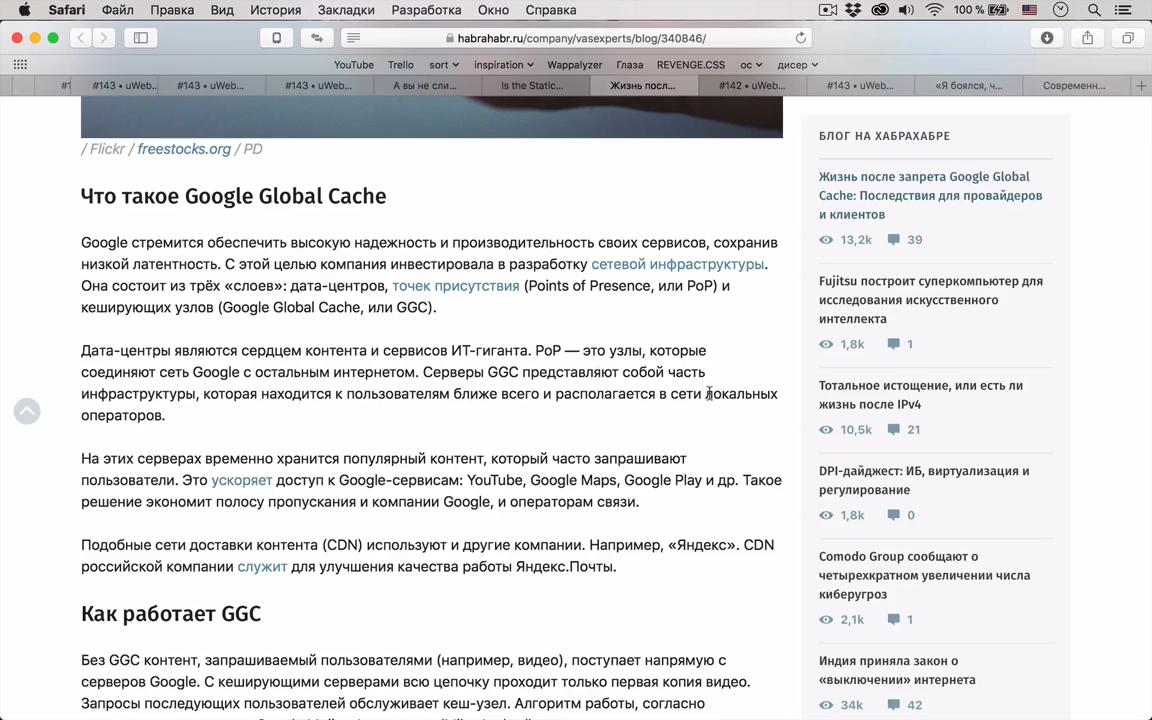 Safari Файл Правка Вид История Закладки Разработка Окно Справка 100 %
habrahabr.ru/company/vasexperts/blog/340846/
YouTube Trello sort inspiration Wappalyzer Глаза REVENGE.CSS ос дисер
#1 #143 • uWeb... #143 • uWeb... #143 • uWeb... А вы не сли... Is the Static... Жизнь посл... #142 • uWeb... #143 • uWeb... «Я боялся, ч... Современн...
/ Flickr / freestocks.org / PD
Что такое Google Global Cache
Google стремится обеспечить высокую надежность и производительность своих сервисов, сохранив
низкой латентность. С этой целью компания инвестировала в разработку сетевой инфраструктуры.
Она состоит из трёх «слоев»: дата-центров, точек присутствия (Points of Presence, или PoP) и
кеширующих узлов (Google Global Cache, или GGC).
Дата-центры являются сердцем контента и сервисов ИТ-гиганта. PoP — это узлы, которые
соединяют сеть Google с остальным интернетом. Серверы GGC представляют собой часть
инфраструктуры, которая находится к пользователям ближе всего и располагается в сети локальных
операторов.
На этих серверах временно хранится популярный контент, который часто запрашивают
пользователи. Это ускоряет доступ к Google-сервисам: YouTube, Google Maps, Google Play и др. Такое
решение экономит полосу пропускания и компании Google, и операторам связи.
Подобные сети доставки контента (CDN) используют и другие компании. Например, «Яндекс». CDN
российской компании служит для улучшения качества работы Яндекс.Почты.
Как работает GGC
Без GGC контент, запрашиваемый пользователями (например, видео), поступает напрямую с
серверов Google. С кеширующими серверами всю цепочку проходит только первая копия видео.
Запросы последующих пользователей обслуживает кеш-узел. Алгоритм работы, согласно
БЛОГ НА ХАБРАХАБРЕ
Жизнь после запрета Google Global
Cache: Последствия для провайдеров
и клиентов
13,2k 39
Fujitsu построит суперкомпьютер для
исследования искусственного
интеллекта
1,8k 1
Тотальное истощение, или есть ли
жизнь после IPv4
10,5k 21
DPI-дайджест: ИБ, виртуализация и
регулирование
1,8k 0
Comodo Group сообщают о
четырехкратном увеличении числа
киберугроз
2,1k 1
Индия приняла закон о
«выключении» интернета
34k 42